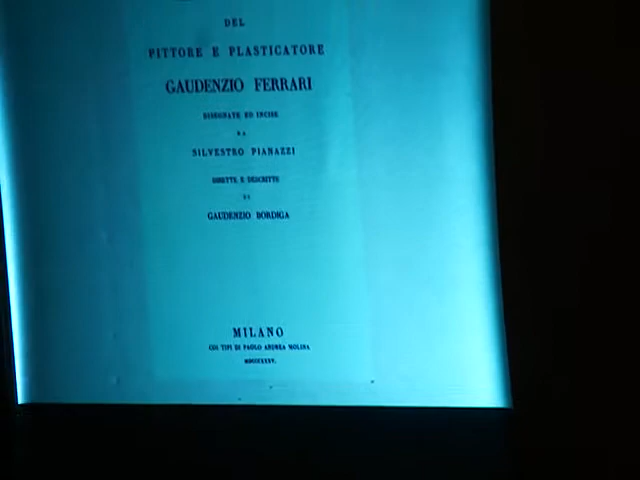 DEL
PITTORE E PLASTICATORE
GAUDENZIO FERRARI
DISEGNATE ED INCISE
DA
SILVESTRO PIANAZZI
DIRETTE E DESCRITTE
DI
GAUDENZIO BORDIGA
MILANO
COI TIPI DI PAOLO ANDREA MOLINA
MDCCCXXXV.